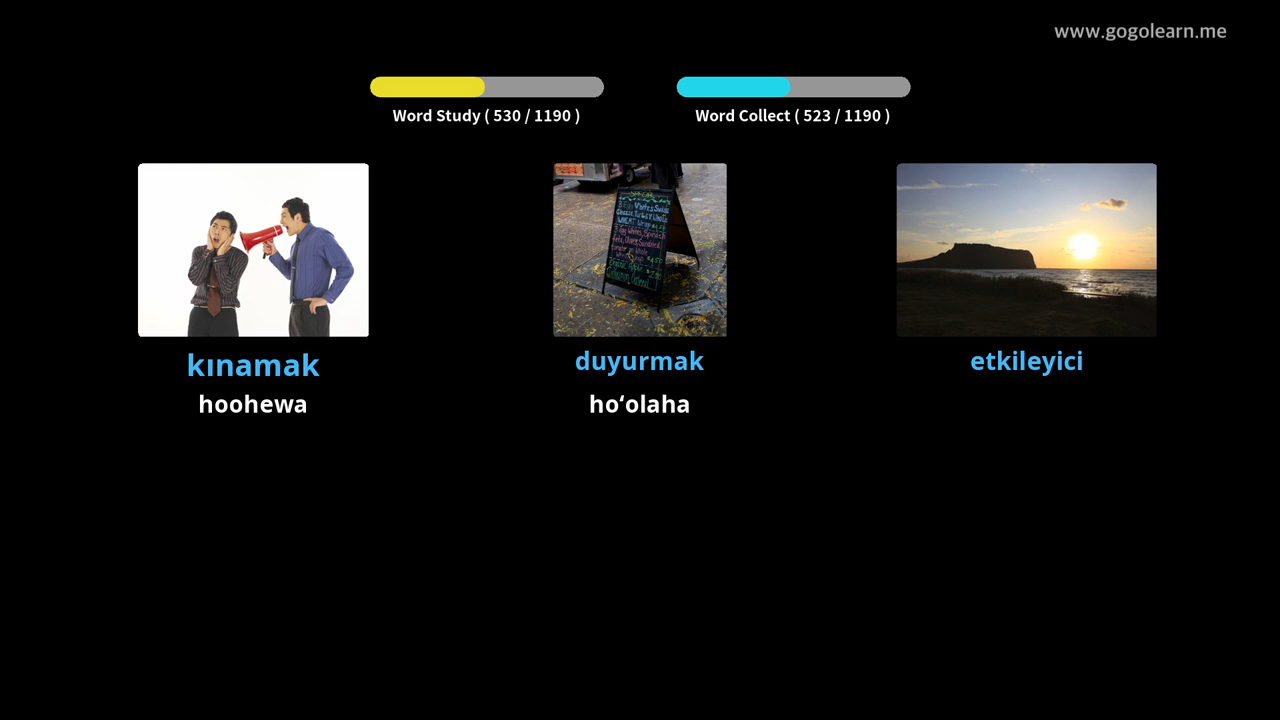 www.gogolearn.me
Word Study ( 530 / 1190 )
Word Collect ( 523 / 1190 )
kınamak
duyurmak
etkileyici
hoohewa
hoʻolaha